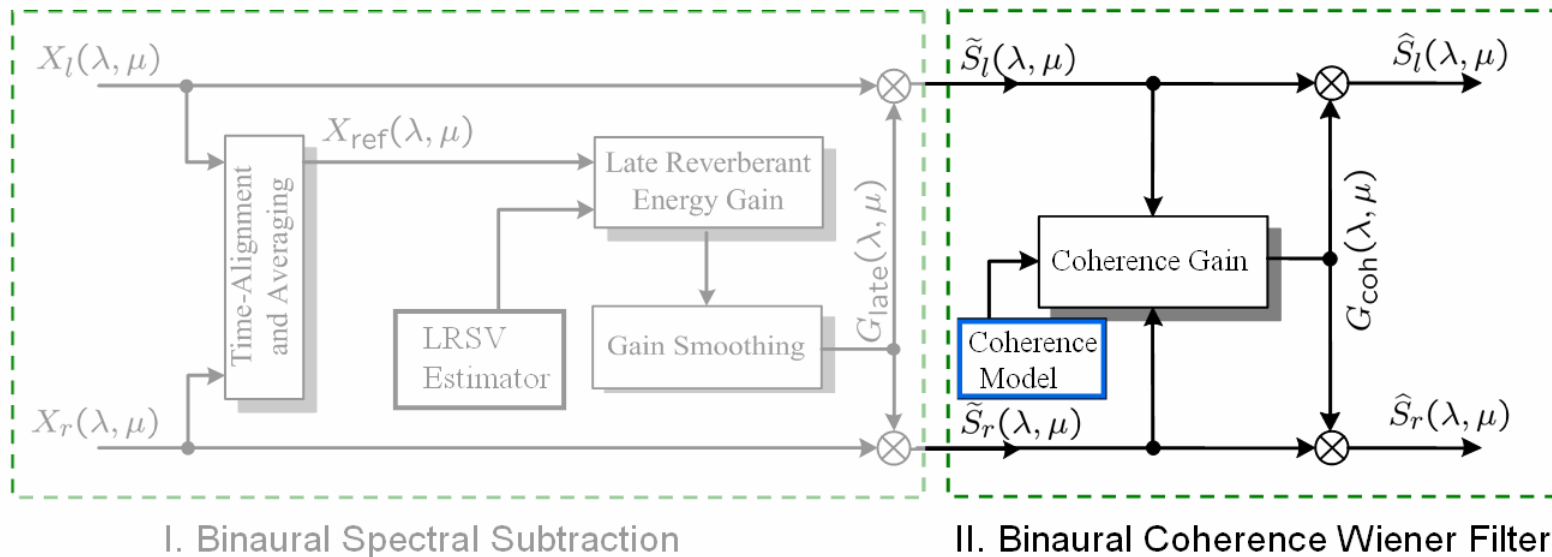 X_l(λ, μ)
X_ref(λ, μ)
Time-Alignment
and Averaging
Late Reverberant
Energy Gain
LRSV
Estimator
Gain Smoothing
G_late(λ, μ)
X_r(λ, μ)
I. Binaural Spectral Subtraction
S̃_l(λ, μ)
Ŝ_l(λ, μ)
Coherence Gain
Coherence
Model
G_coh(λ, μ)
S̃_r(λ, μ)
Ŝ_r(λ, μ)
II. Binaural Coherence Wiener Filter